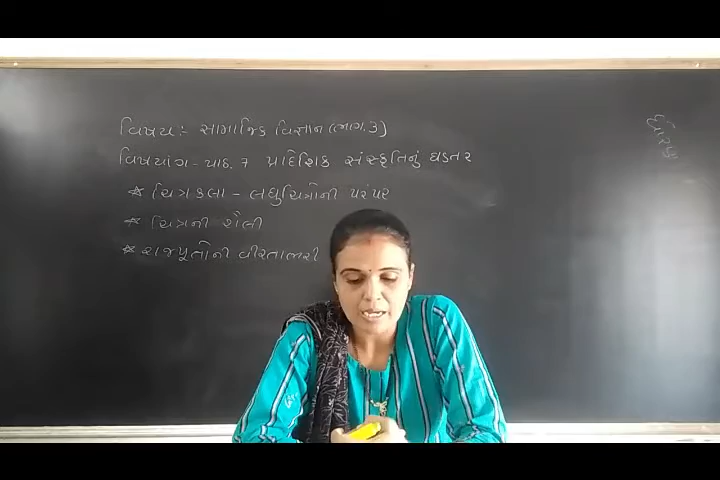 વિષય :- સામાજિક વિજ્ઞાન (ભાગ.3)
વિષયાંગ - પાઠ. 7 પ્રાદેશિક સંસ્કૃતિનું ઘડતર
* ચિત્રકલા - લઘુચિત્રોની પરંપરા
* ચિત્રની શૈલી
* રાજપૂતોની વીરતાભરી